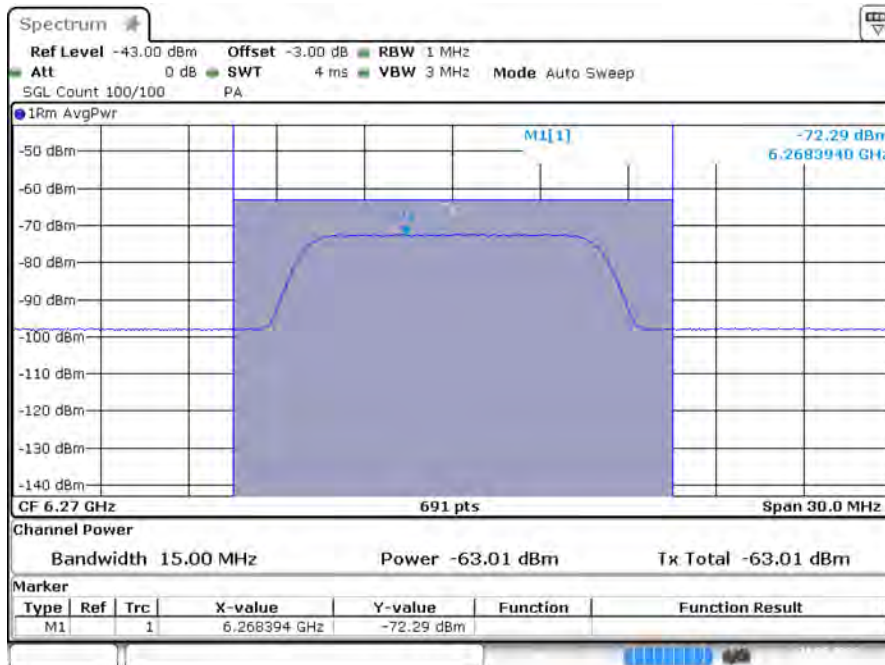 Spectrum
Ref Level -43.00 dBm Offset -3.00 dB RBW 1 MHz
Att 0 dB SWT 4 ms VBW 3 MHz Mode Auto Sweep
SGL Count 100/100 PA
1Rm AvgPwr
M1[1] -72.29 dBm
6.2683940 GHz
-50 dBm
-60 dBm
-70 dBm
-80 dBm
-90 dBm
-100 dBm
-110 dBm
-120 dBm
-130 dBm
-140 dBm
CF 6.27 GHz 691 pts Span 30.0 MHz
Channel Power
Bandwidth 15.00 MHz Power -63.01 dBm Tx Total -63.01 dBm
Marker
Type Ref Trc X-value Y-value Function Function Result
M1 1 6.268394 GHz -72.29 dBm